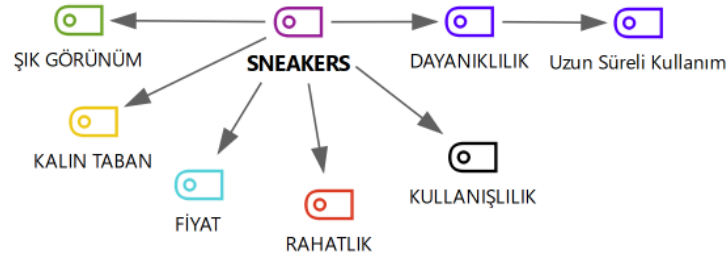 ŞIK GÖRÜNÜM
SNEAKERS
DAYANIKLILIK
Uzun Süreli Kullanım
KALIN TABAN
KULLANIŞLILIK
FİYAT
RAHATLIK